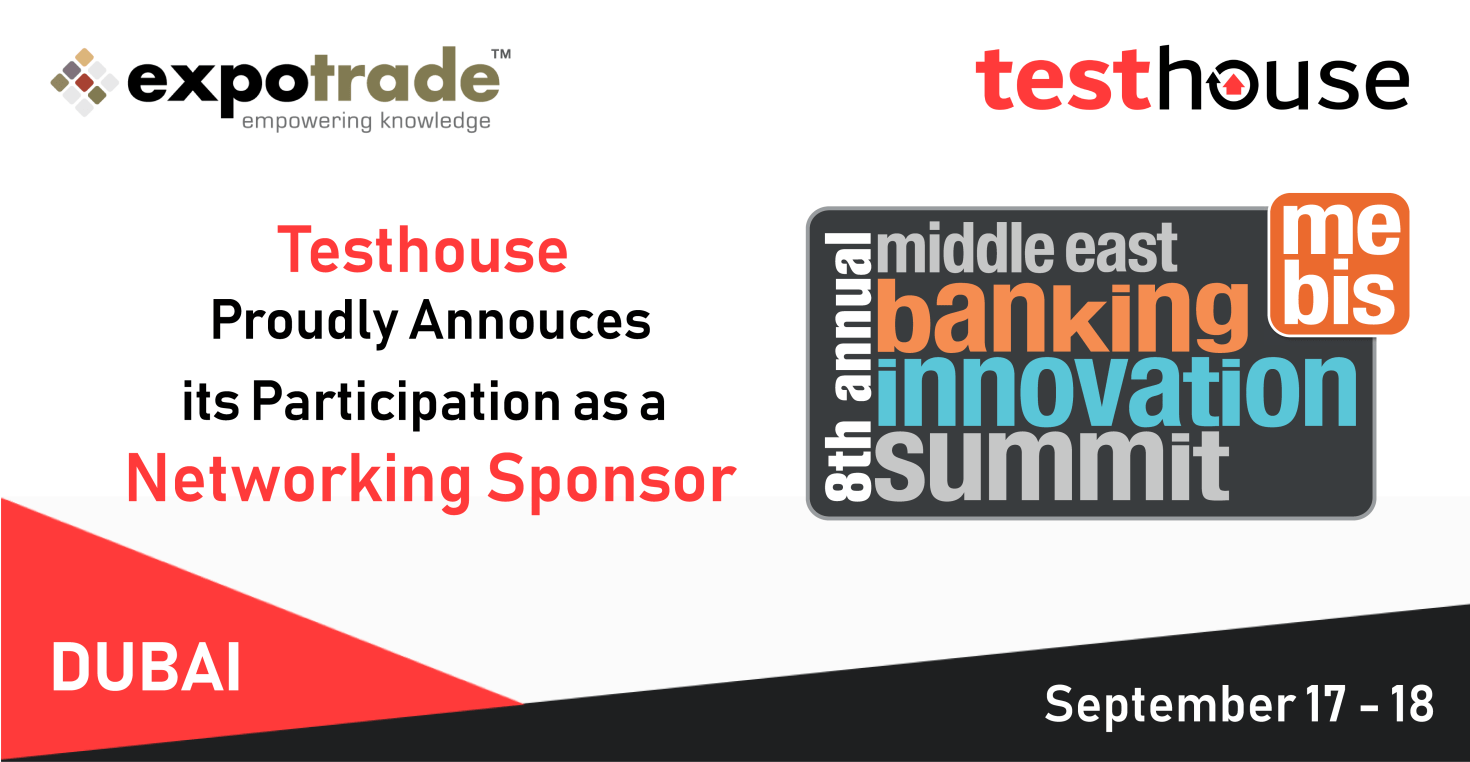 expotrade™
empowering knowledge
testhouse
Testhouse
Proudly Annouces
its Participation as a
Networking Sponsor
8th annual
middle east
banking
innovation
summit
me
bis
DUBAI
September 17 - 18